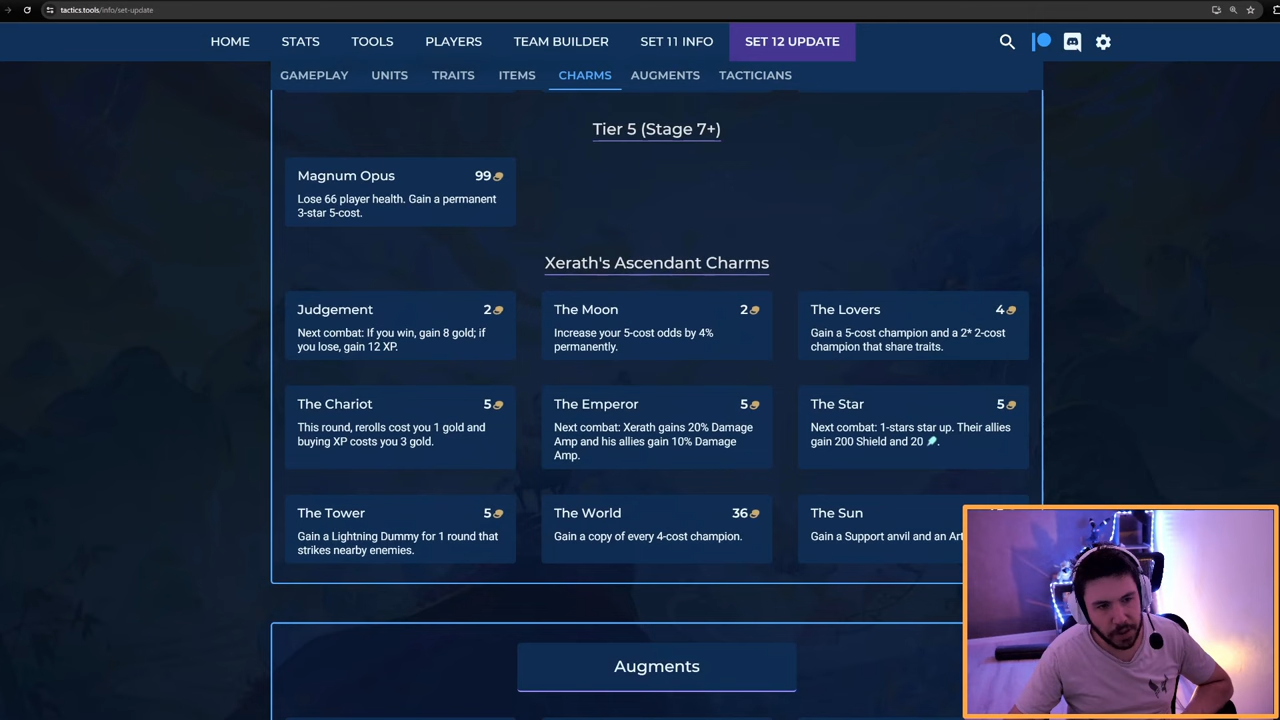 tactics.tools/info/set-update
HOME STATS TOOLS PLAYERS TEAM BUILDER SET 11 INFO SET 12 UPDATE
GAMEPLAY UNITS TRAITS ITEMS CHARMS AUGMENTS TACTICIANS
Tier 5 (Stage 7+)
Magnum Opus 99
Lose 66 player health. Gain a permanent
3-star 5-cost.
Xerath's Ascendant Charms
Judgement 2
Next combat: If you win, gain 8 gold; if
you lose, gain 12 XP.
The Moon 2
Increase your 5-cost odds by 4%
permanently.
The Lovers 4
Gain a 5-cost champion and a 2* 2-cost
champion that share traits.
The Chariot 5
This round, rerolls cost you 1 gold and
buying XP costs you 3 gold.
The Emperor 5
Next combat: Xerath gains 20% Damage
Amp and his allies gain 10% Damage
Amp.
The Star 5
Next combat: 1-stars star up. Their allies
gain 200 Shield and 20 .
The Tower 5
Gain a Lightning Dummy for 1 round that
strikes nearby enemies.
The World 36
Gain a copy of every 4-cost champion.
The Sun
Gain a Support anvil and an
Augments